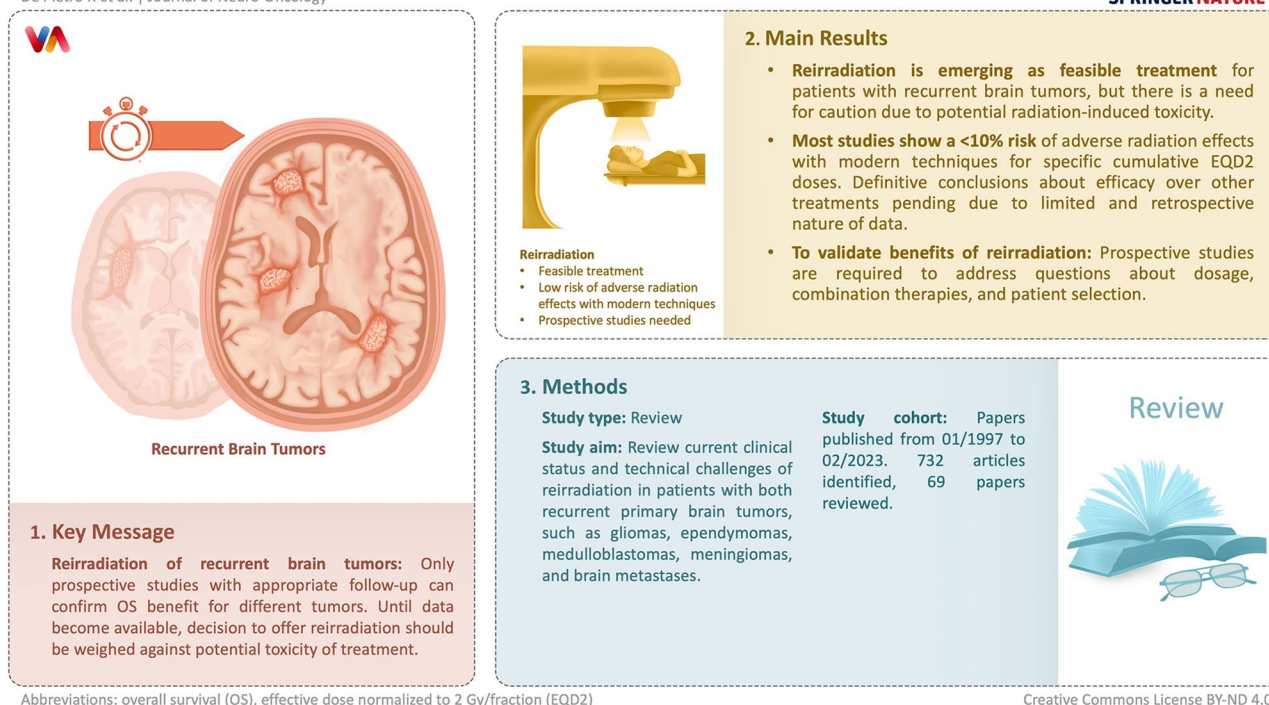 VA
Recurrent Brain Tumors
1. Key Message
Reirradiation of recurrent brain tumors: Only
prospective studies with appropriate follow-up can
confirm OS benefit for different tumors. Until data
become available, decision to offer reirradiation should
be weighed against potential toxicity of treatment.
Reirradiation
• Feasible treatment
• Low risk of adverse radiation
effects with modern techniques
• Prospective studies needed
2. Main Results
• Reirradiation is emerging as feasible treatment for
patients with recurrent brain tumors, but there is a need
for caution due to potential radiation-induced toxicity.
• Most studies show a <10% risk of adverse radiation effects
with modern techniques for specific cumulative EQD2
doses. Definitive conclusions about efficacy over other
treatments pending due to limited and retrospective
nature of data.
• To validate benefits of reirradiation: Prospective studies
are required to address questions about dosage,
combination therapies, and patient selection.
3. Methods
Study type: Review
Study aim: Review current clinical
status and technical challenges of
reirradiation in patients with both
recurrent primary brain tumors,
such as gliomas, ependymomas,
medulloblastomas, meningiomas,
and brain metastases.
Study cohort: Papers
published from 01/1997 to
02/2023. 732 articles
identified, 69 papers
reviewed.
Review
Abbreviations: overall survival (OS), effective dose normalized to 2 Gy/fraction (EQD2)
Creative Commons License BY-ND 4.0